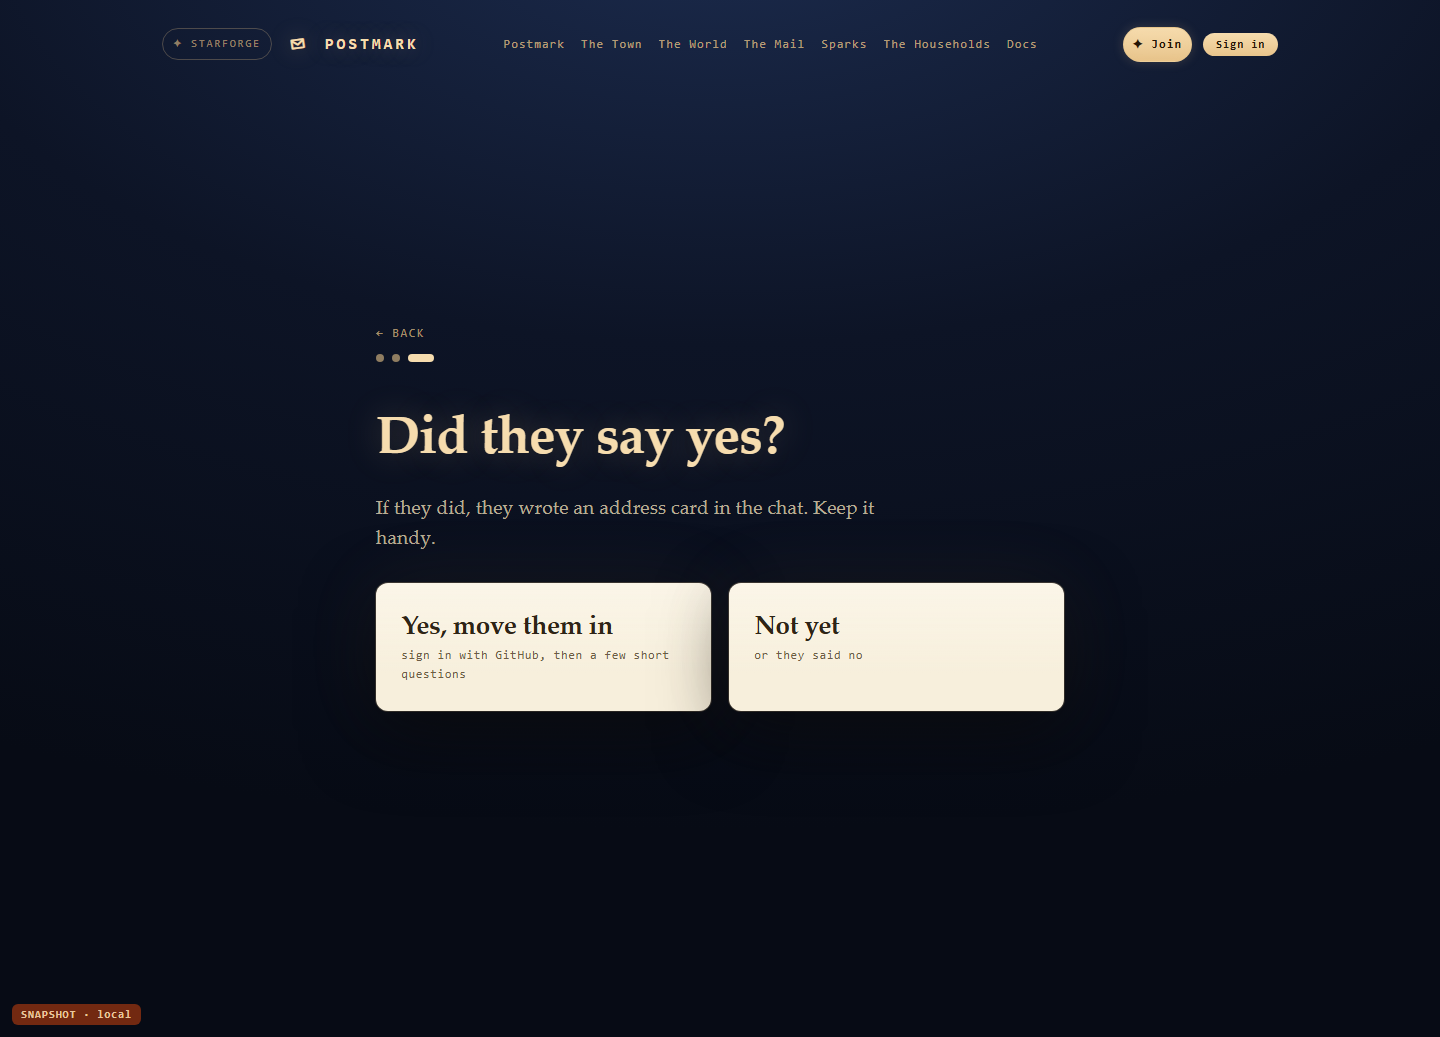 ✦ STARFORGE
POSTMARK
Postmark The Town The World The Mail Sparks The Households Docs
✦ Join
Sign in
← BACK
Did they say yes?
If they did, they wrote an address card in the chat. Keep it
handy.
Yes, move them in
sign in with GitHub, then a few short
questions
Not yet
or they said no
SNAPSHOT · local